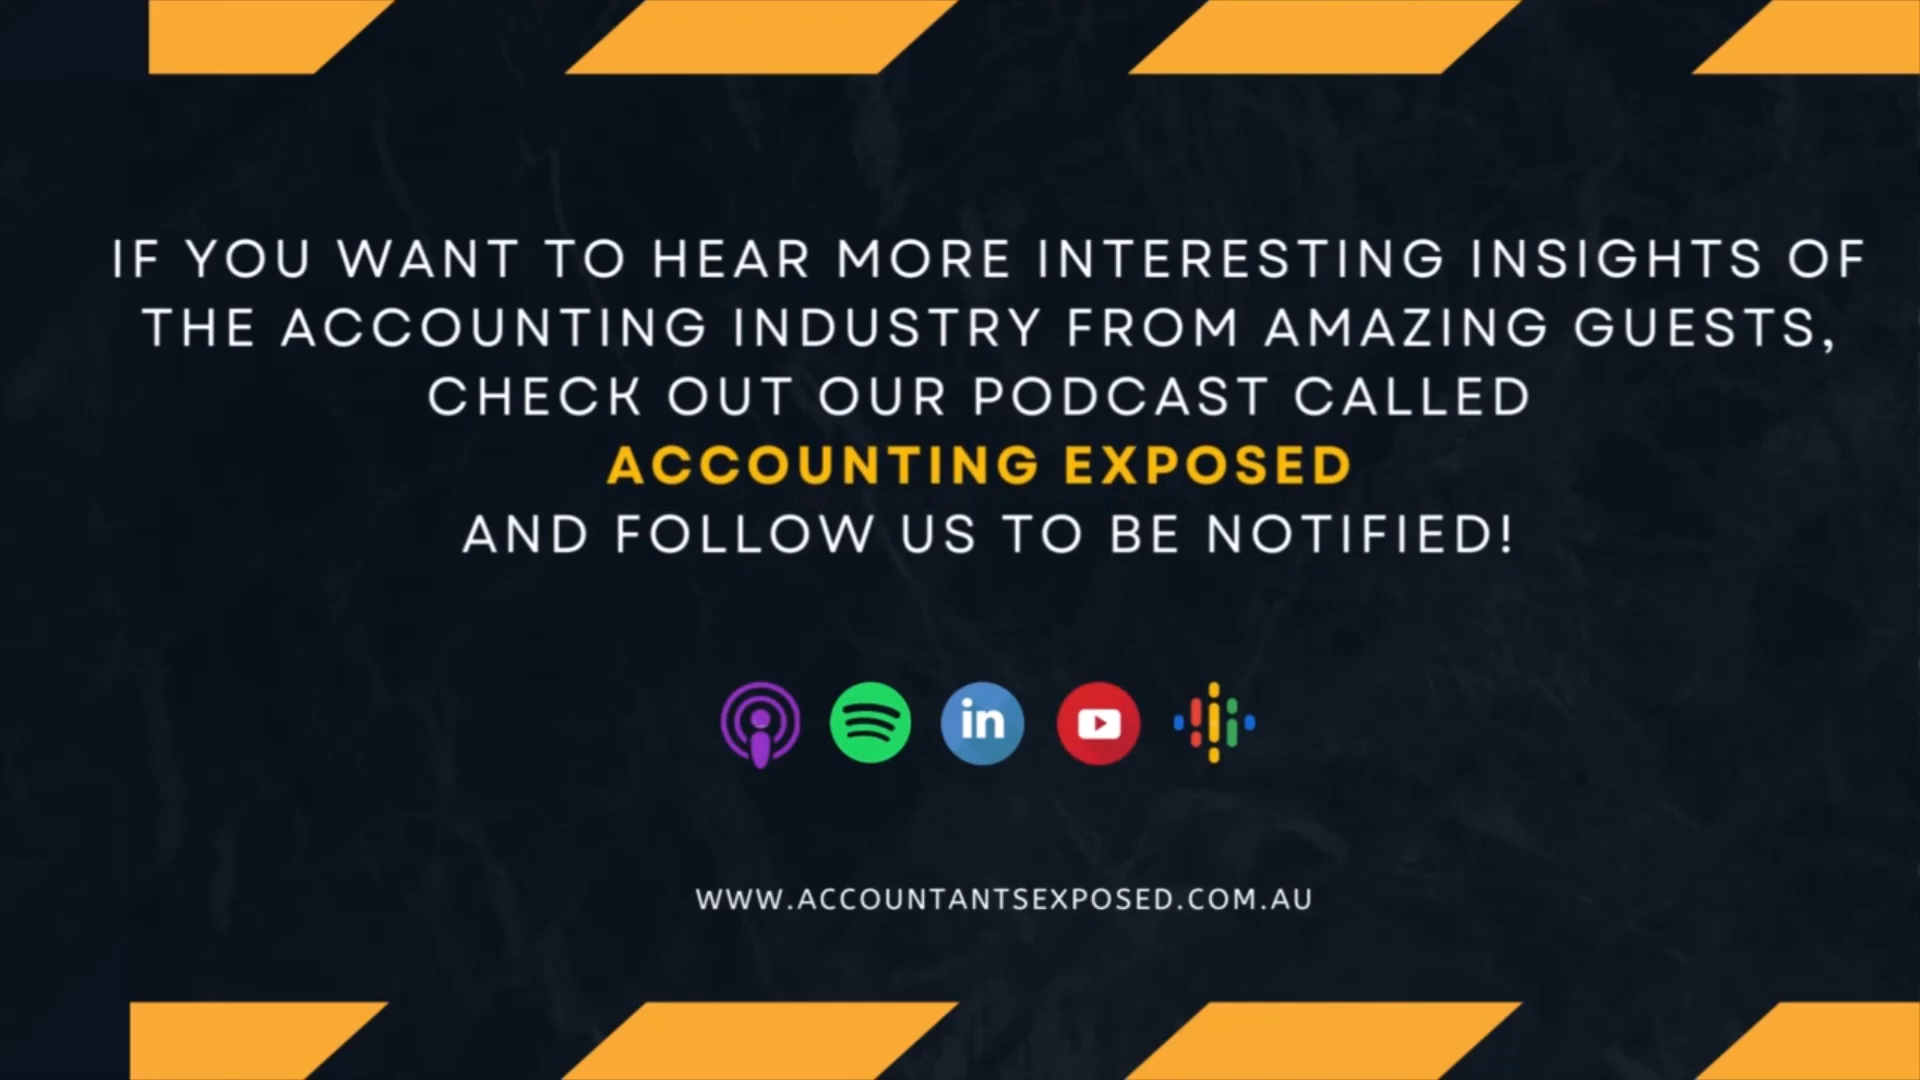 IF YOU WANT TO HEAR MORE INTERESTING INSIGHTS OF
THE ACCOUNTING INDUSTRY FROM AMAZING GUESTS,
CHECK OUT OUR PODCAST CALLED
ACCOUNTING EXPOSED
AND FOLLOW US TO BE NOTIFIED!
in
WWW.ACCOUNTANTSEXPOSED.COM.AU